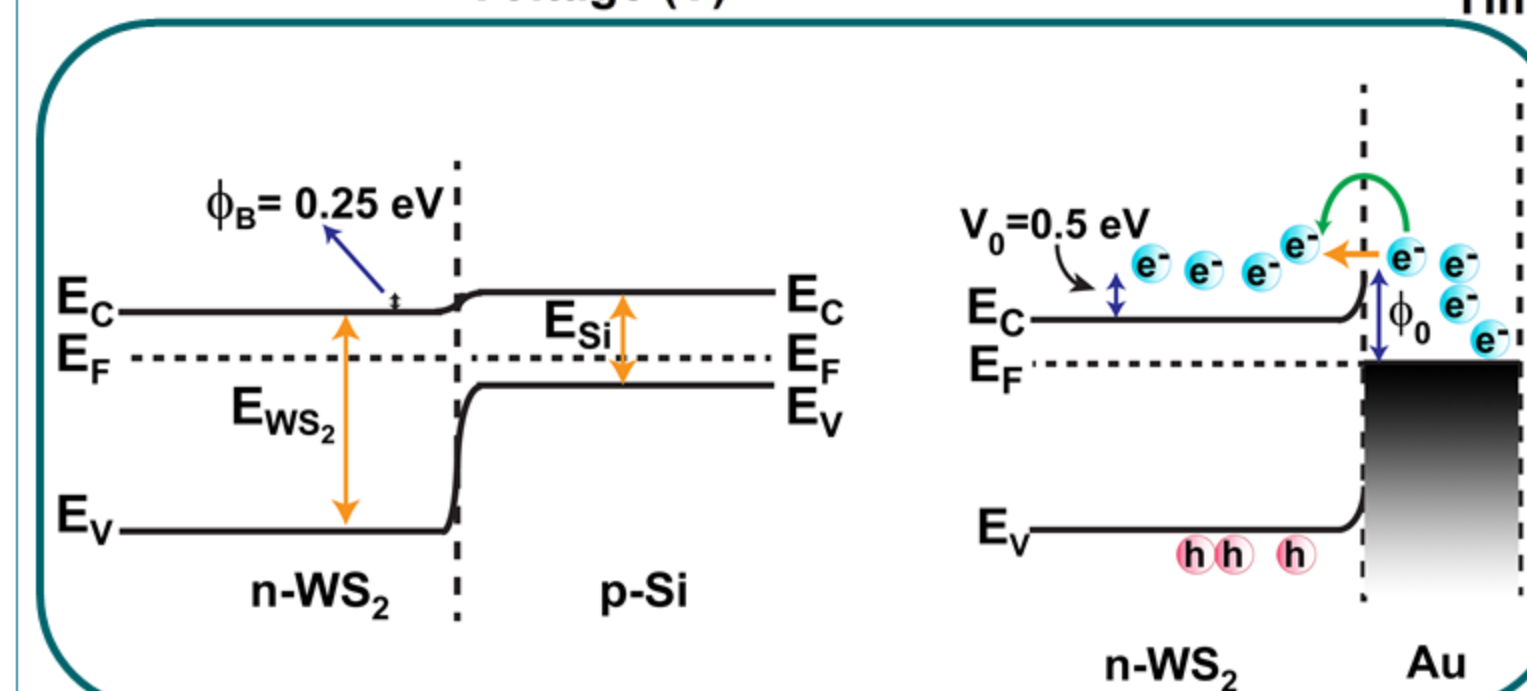 ϕB= 0.25 eV
EC
EF
EWS2
EV
ESi
EC
EF
EV
n-WS2
p-Si
V0=0.5 eV
e- e- e- e- e- e-
e-
e-
EC
ϕ0
EF
EV
h h h
n-WS2
Au